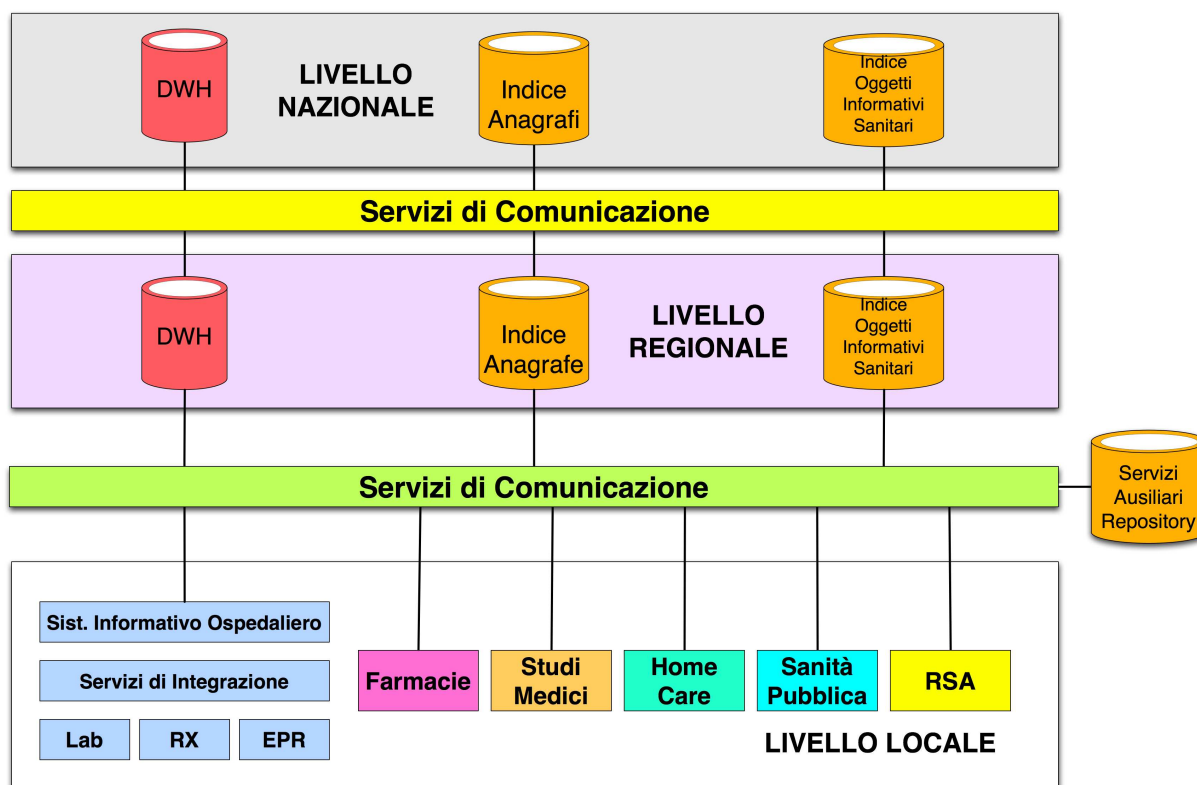 DWH
LIVELLO
NAZIONALE
Indice
Anagrafi
Indice
Oggetti
Informativi
Sanitari
Servizi di Comunicazione
DWH
Indice
Anagrafe
LIVELLO
REGIONALE
Indice
Oggetti
Informativi
Sanitari
Servizi di Comunicazione
Servizi
Ausiliari
Repository
Sist. Informativo Ospedaliero
Servizi di Integrazione
Lab
RX
EPR
Farmacie
Studi
Medici
Home
Care
Sanità
Pubblica
RSA
LIVELLO LOCALE